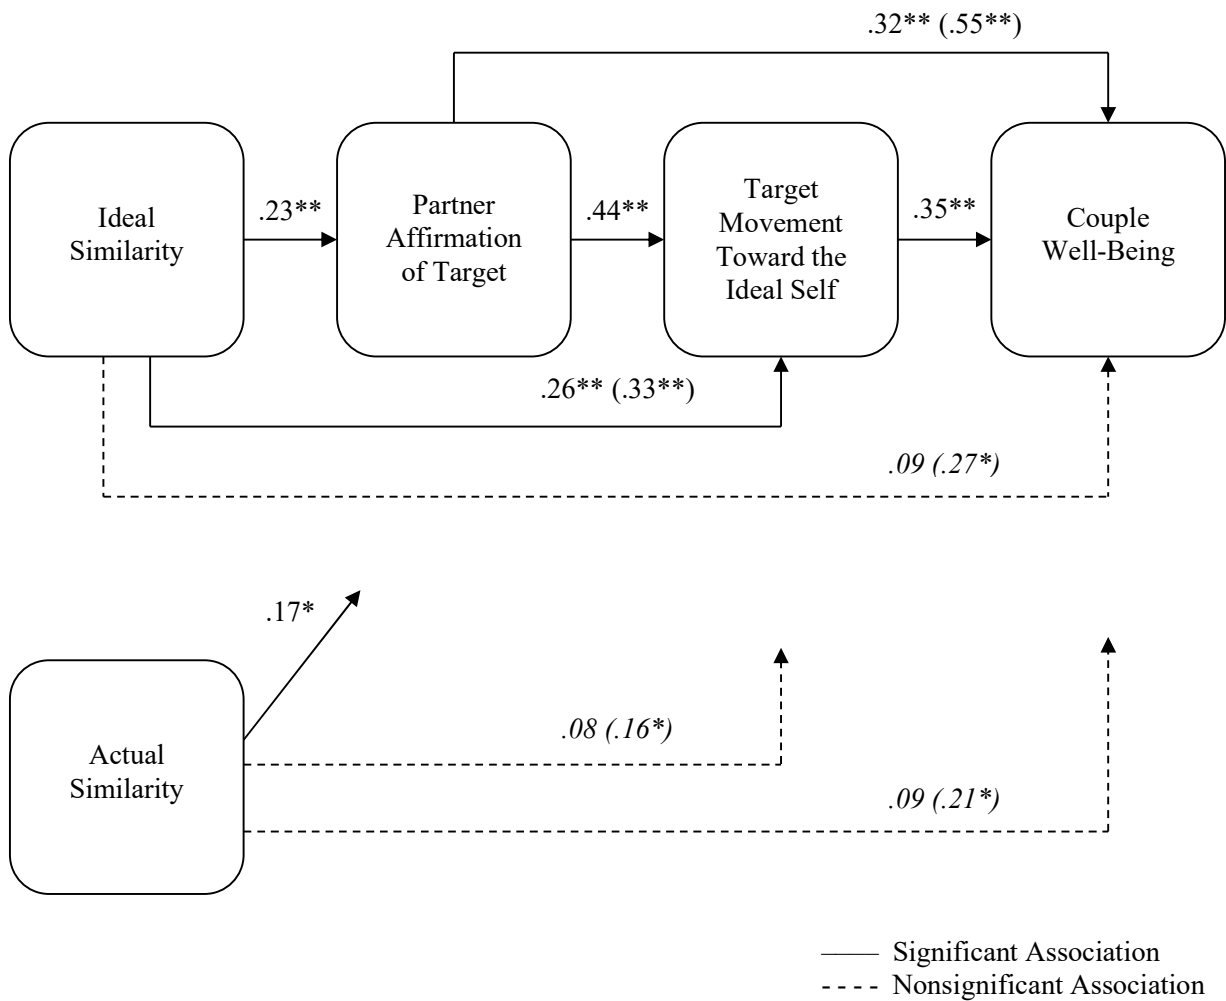 .32** (.55**)
Ideal
Similarity
.23**
Partner
Affirmation
of Target
.44**
Target
Movement
Toward the
Ideal Self
.35**
Couple
Well-Being
.26** (.33**)
.09 (.27*)
.17*
Actual
Similarity
.08 (.16*)
.09 (.21*)
Significant Association
Nonsignificant Association